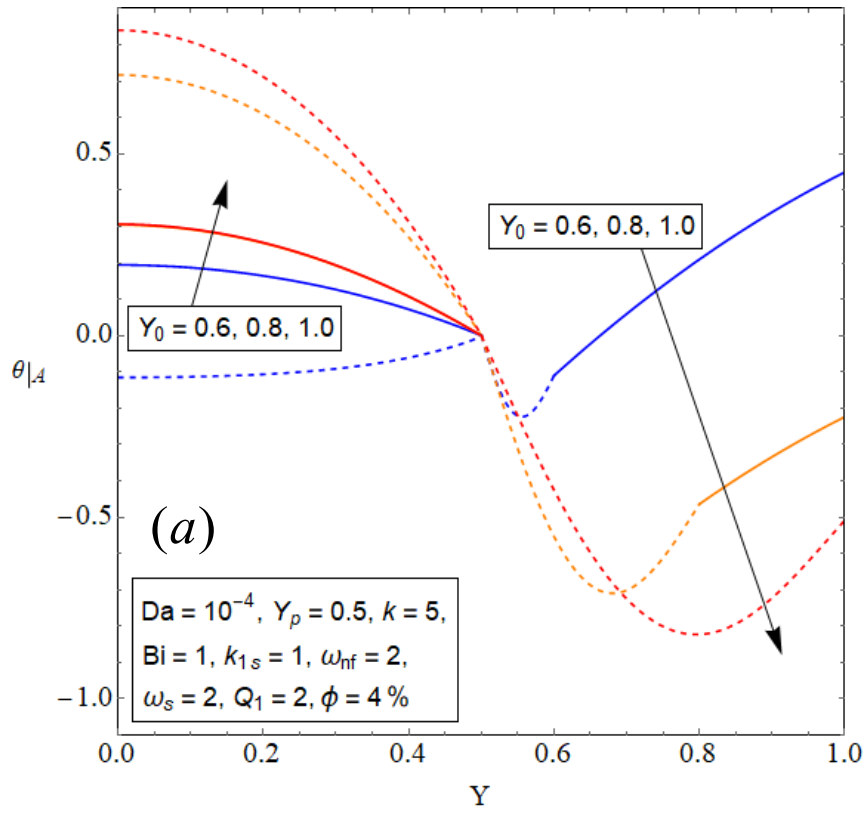 0.5
0.0
−0.5
−1.0
θ|𝒜
Y₀ = 0.6, 0.8, 1.0
Y₀ = 0.6, 0.8, 1.0
(a)
Da = 10⁻⁴, Yₚ = 0.5, k = 5,
Bi = 1, k₁ₛ = 1, ω_nf = 2,
ωₛ = 2, Q₁ = 2, ϕ = 4 %
0.0 0.2 0.4 0.6 0.8 1.0
Y